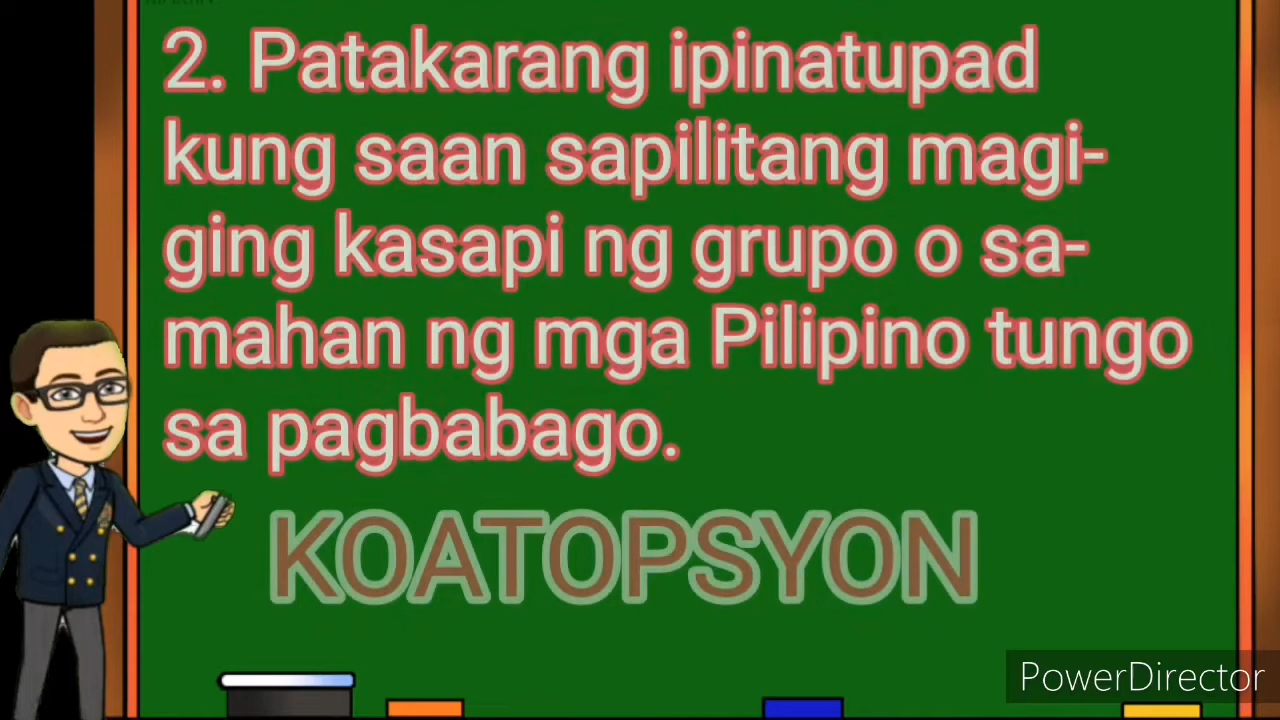 2. Patakarang ipinatupad
kung saan sapilitang magi-
ging kasapi ng grupo o sa-
mahan ng mga Pilipino tungo
sa pagbabago.
KOATOPSYON
PowerDirector